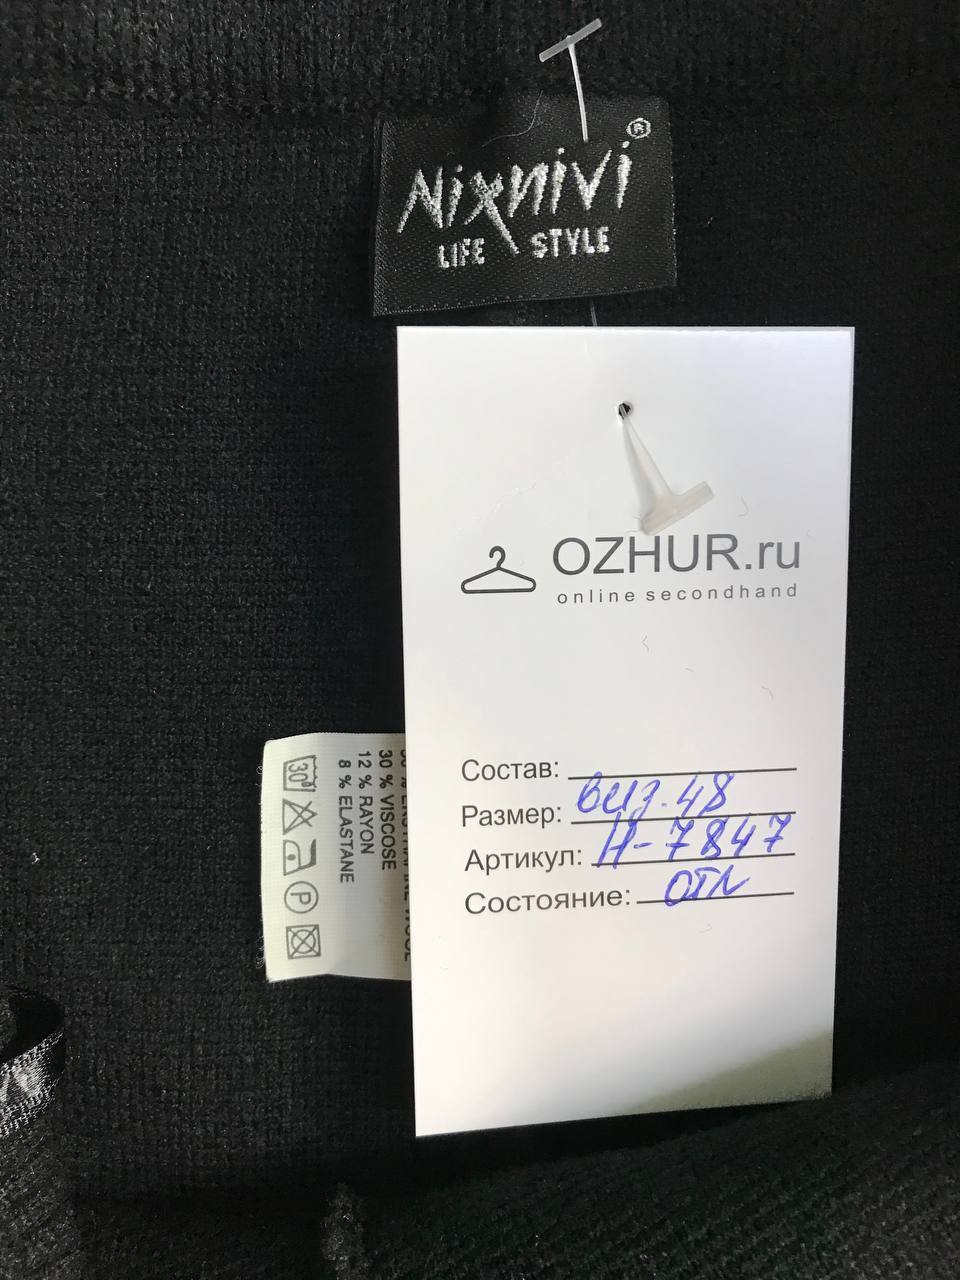 Nixnivi®
LIFE STYLE
OZHUR.ru
online secondhand
Состав:
Размер: виз. 48
Артикул: Н-7847
Состояние: отл
30 % VISCOSE
12 % RAYON
8 % ELASTANE
30°
P